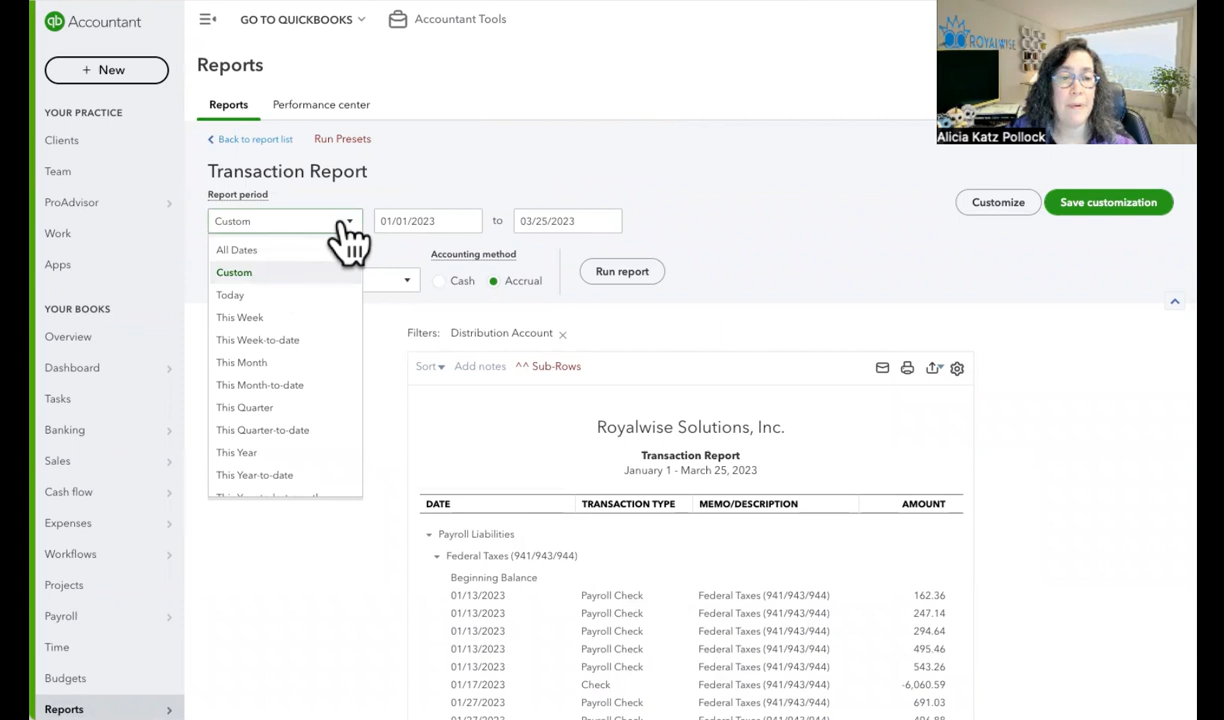 qb Accountant
GO TO QUICKBOOKS
Accountant Tools
+ New
YOUR PRACTICE
Clients
Team
ProAdvisor
Work
Apps
YOUR BOOKS
Overview
Dashboard
Tasks
Banking
Sales
Cash flow
Expenses
Workflows
Projects
Payroll
Time
Budgets
Reports
Reports
Reports Performance center
Back to report list Run Presets
Transaction Report
Report period
Custom 01/01/2023 to 03/25/2023
Customize Save customization
All Dates
Custom
Today
This Week
This Week-to-date
This Month
This Month-to-date
This Quarter
This Quarter-to-date
This Year
This Year-to-date
Accounting method
Cash Accrual
Run report
Filters: Distribution Account
Sort Add notes ^^ Sub-Rows
Royalwise Solutions, Inc.
Transaction Report
January 1 - March 25, 2023
DATE TRANSACTION TYPE MEMO/DESCRIPTION AMOUNT
Payroll Liabilities
Federal Taxes (941/943/944)
Beginning Balance
01/13/2023 Payroll Check Federal Taxes (941/943/944) 162.36
01/13/2023 Payroll Check Federal Taxes (941/943/944) 247.14
01/13/2023 Payroll Check Federal Taxes (941/943/944) 294.64
01/13/2023 Payroll Check Federal Taxes (941/943/944) 495.46
01/13/2023 Payroll Check Federal Taxes (941/943/944) 543.26
01/17/2023 Check Federal Taxes (941/943/944) -6,060.59
01/27/2023 Payroll Check Federal Taxes (941/943/944) 691.03
ROYALWISE
Alicia Katz Pollock